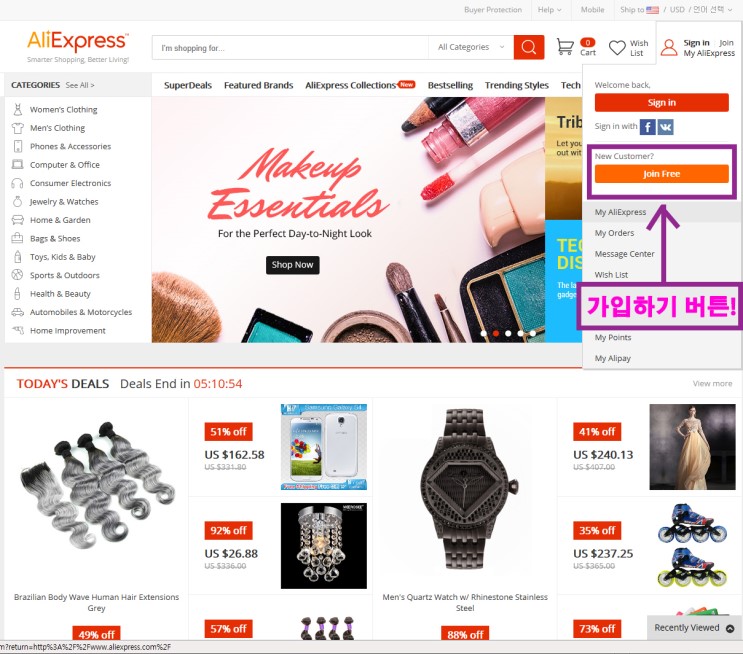 Buyer Protection Help Mobile Ship to / USD / 언어 선택
AliExpress™
Smarter Shopping, Better Living!
I'm shopping for...
All Categories
0
Cart
Wish
List
Sign in Join
My AliExpress
CATEGORIES See All >
SuperDeals Featured Brands AliExpress Collections New Bestselling Trending Styles Tech
Women's Clothing
Men's Clothing
Phones & Accessories
Computer & Office
Consumer Electronics
Jewelry & Watches
Home & Garden
Bags & Shoes
Toys, Kids & Baby
Sports & Outdoors
Health & Beauty
Automobiles & Motorcycles
Home Improvement
Makeup
Essentials
For the Perfect Day-to-Night Look
Shop Now
Trib
Let you
out wit
TEC
DIS
The la
gadge
Welcome back.
Sign in
Sign in with
New Customer?
Join Free
My AliExpress
My Orders
Message Center
Wish List
가입하기 버튼!
My Points
My Alipay
TODAY'S DEALS Deals End in 05:10:54
View more
Brazilian Body Wave Human Hair Extensions
Grey
49% off
51% off
US $162.58
US $331.80
92% off
US $26.88
US $336.00
57% off
Men's Quartz Watch w/ Rhinestone Stainless
Steel
88% off
41% off
US $240.13
US $407.00
35% off
US $237.25
US $365.00
73% off
Recently Viewed
m?return=http%3A%2F%2Fwww.aliexpress.com%2F